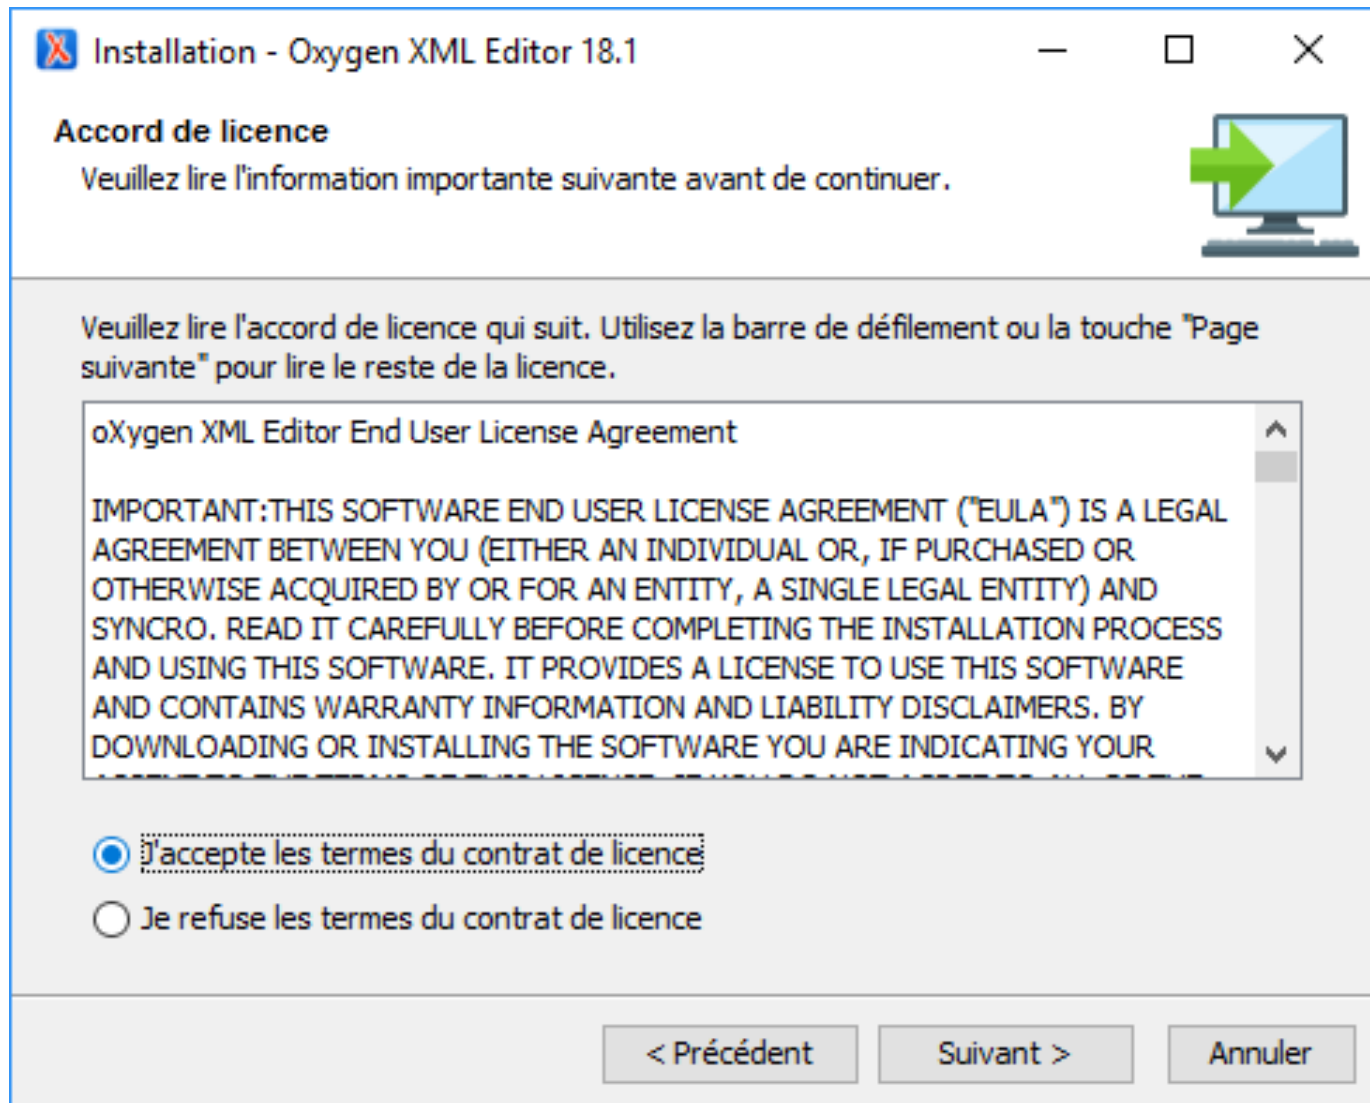 Installation - Oxygen XML Editor 18.1
Accord de licence
Veuillez lire l'information importante suivante avant de continuer.
Veuillez lire l'accord de licence qui suit. Utilisez la barre de défilement ou la touche "Page
suivante" pour lire le reste de la licence.
oXygen XML Editor End User License Agreement
IMPORTANT:THIS SOFTWARE END USER LICENSE AGREEMENT ("EULA") IS A LEGAL
AGREEMENT BETWEEN YOU (EITHER AN INDIVIDUAL OR, IF PURCHASED OR
OTHERWISE ACQUIRED BY OR FOR AN ENTITY, A SINGLE LEGAL ENTITY) AND
SYNCRO. READ IT CAREFULLY BEFORE COMPLETING THE INSTALLATION PROCESS
AND USING THIS SOFTWARE. IT PROVIDES A LICENSE TO USE THIS SOFTWARE
AND CONTAINS WARRANTY INFORMATION AND LIABILITY DISCLAIMERS. BY
DOWNLOADING OR INSTALLING THE SOFTWARE YOU ARE INDICATING YOUR
J'accepte les termes du contrat de licence
Je refuse les termes du contrat de licence
< Précédent
Suivant >
Annuler